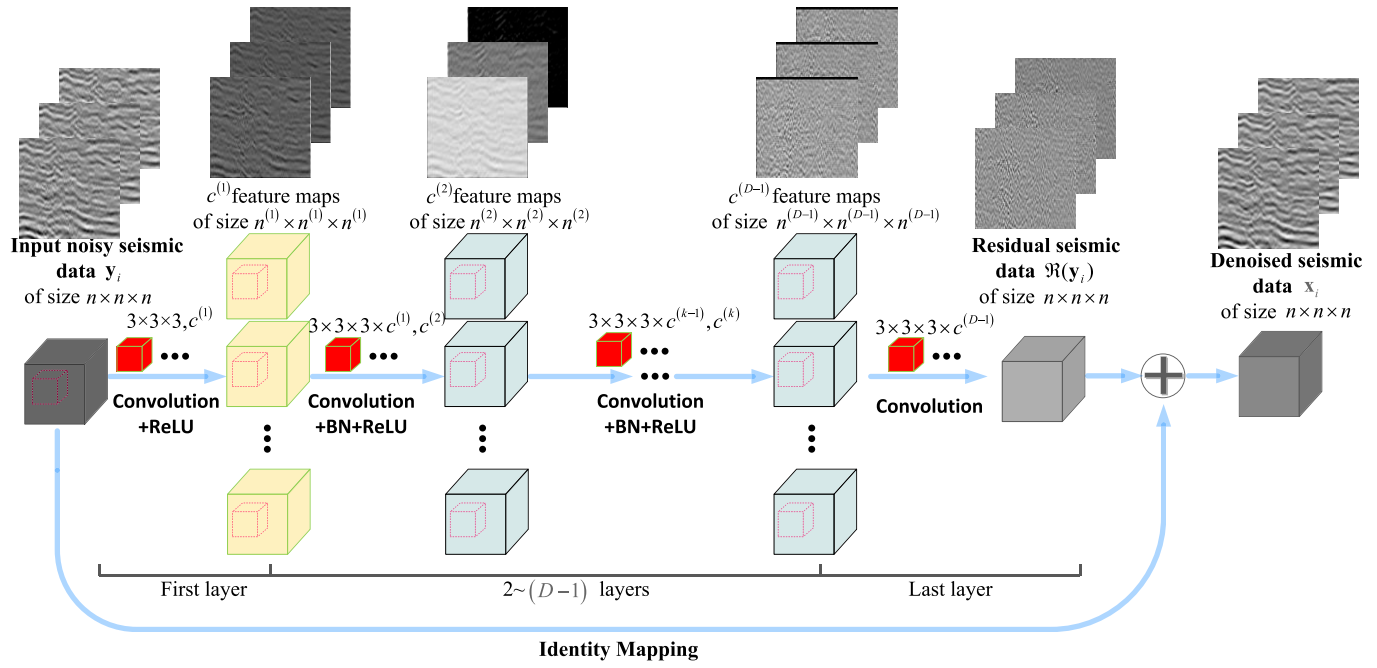 c^{(1)} feature maps
of size n^{(1)} × n^{(1)} × n^{(1)}
c^{(2)} feature maps
of size n^{(2)} × n^{(2)} × n^{(2)}
c^{(D−1)} feature maps
of size n^{(D−1)} × n^{(D−1)} × n^{(D−1)}
Input noisy seismic
data y_i
of size n × n × n
Residual seismic
data ℜ(y_i)
of size n × n × n
Denoised seismic
data x_i
of size n × n × n
3×3×3, c^{(1)}
3×3×3×c^{(1)}, c^{(2)}
3×3×3×c^{(k−1)}, c^{(k)}
3×3×3×c^{(D−1)}
Convolution
+ReLU
Convolution
+BN+ReLU
Convolution
+BN+ReLU
Convolution
First layer
2~(D−1) layers
Last layer
Identity Mapping